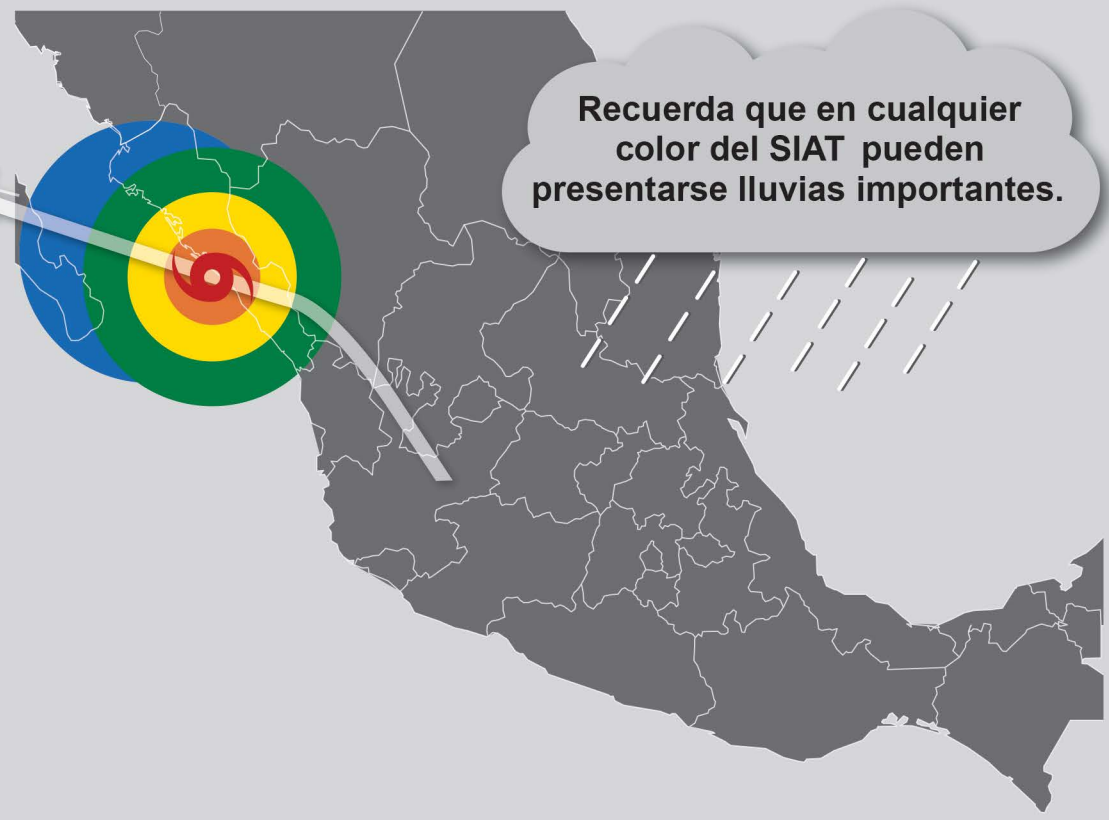 Recuerda que en cualquier
color del SIAT pueden
presentarse lluvias importantes.